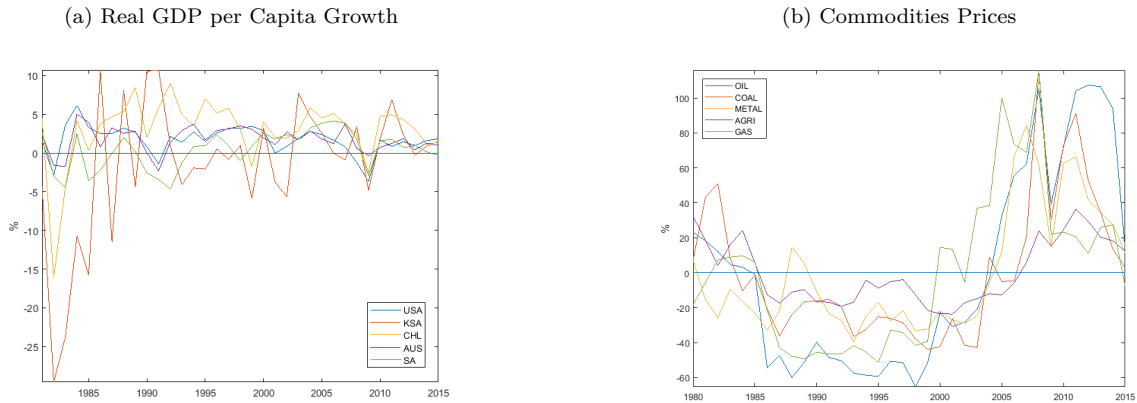 (a) Real GDP per Capita Growth
10
5
0
-5
-10
-15
-20
-25
%
USA
KSA
CHL
AUS
SA
1985 1990 1995 2000 2005 2010 2015
(b) Commodities Prices
OIL
COAL
METAL
AGRI
GAS
100
80
60
40
20
0
-20
-40
-60
%
1980 1985 1990 1995 2000 2005 2010 2015